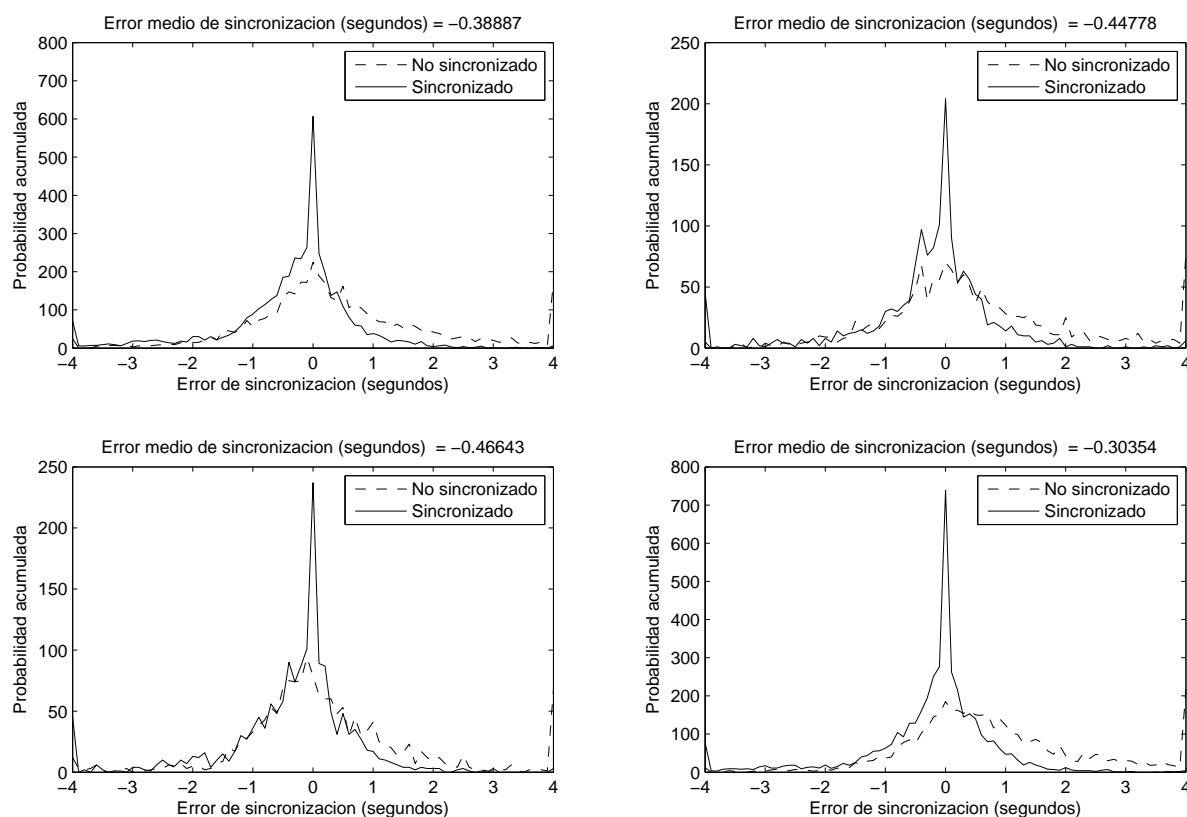 Error medio de sincronizacion (segundos) = −0.38887
800
700
600
500
400
300
200
100
0
Probabilidad acumulada
No sincronizado
Sincronizado
−4 −3 −2 −1 0 1 2 3 4
Error de sincronizacion (segundos)
Error medio de sincronizacion (segundos) = −0.44778
250
200
150
100
50
0
Probabilidad acumulada
No sincronizado
Sincronizado
−4 −3 −2 −1 0 1 2 3 4
Error de sincronizacion (segundos)
Error medio de sincronizacion (segundos) = −0.46643
250
200
150
100
50
0
Probabilidad acumulada
No sincronizado
Sincronizado
−4 −3 −2 −1 0 1 2 3 4
Error de sincronizacion (segundos)
Error medio de sincronizacion (segundos) = −0.30354
800
700
600
500
400
300
200
100
0
Probabilidad acumulada
No sincronizado
Sincronizado
−4 −3 −2 −1 0 1 2 3 4
Error de sincronizacion (segundos)